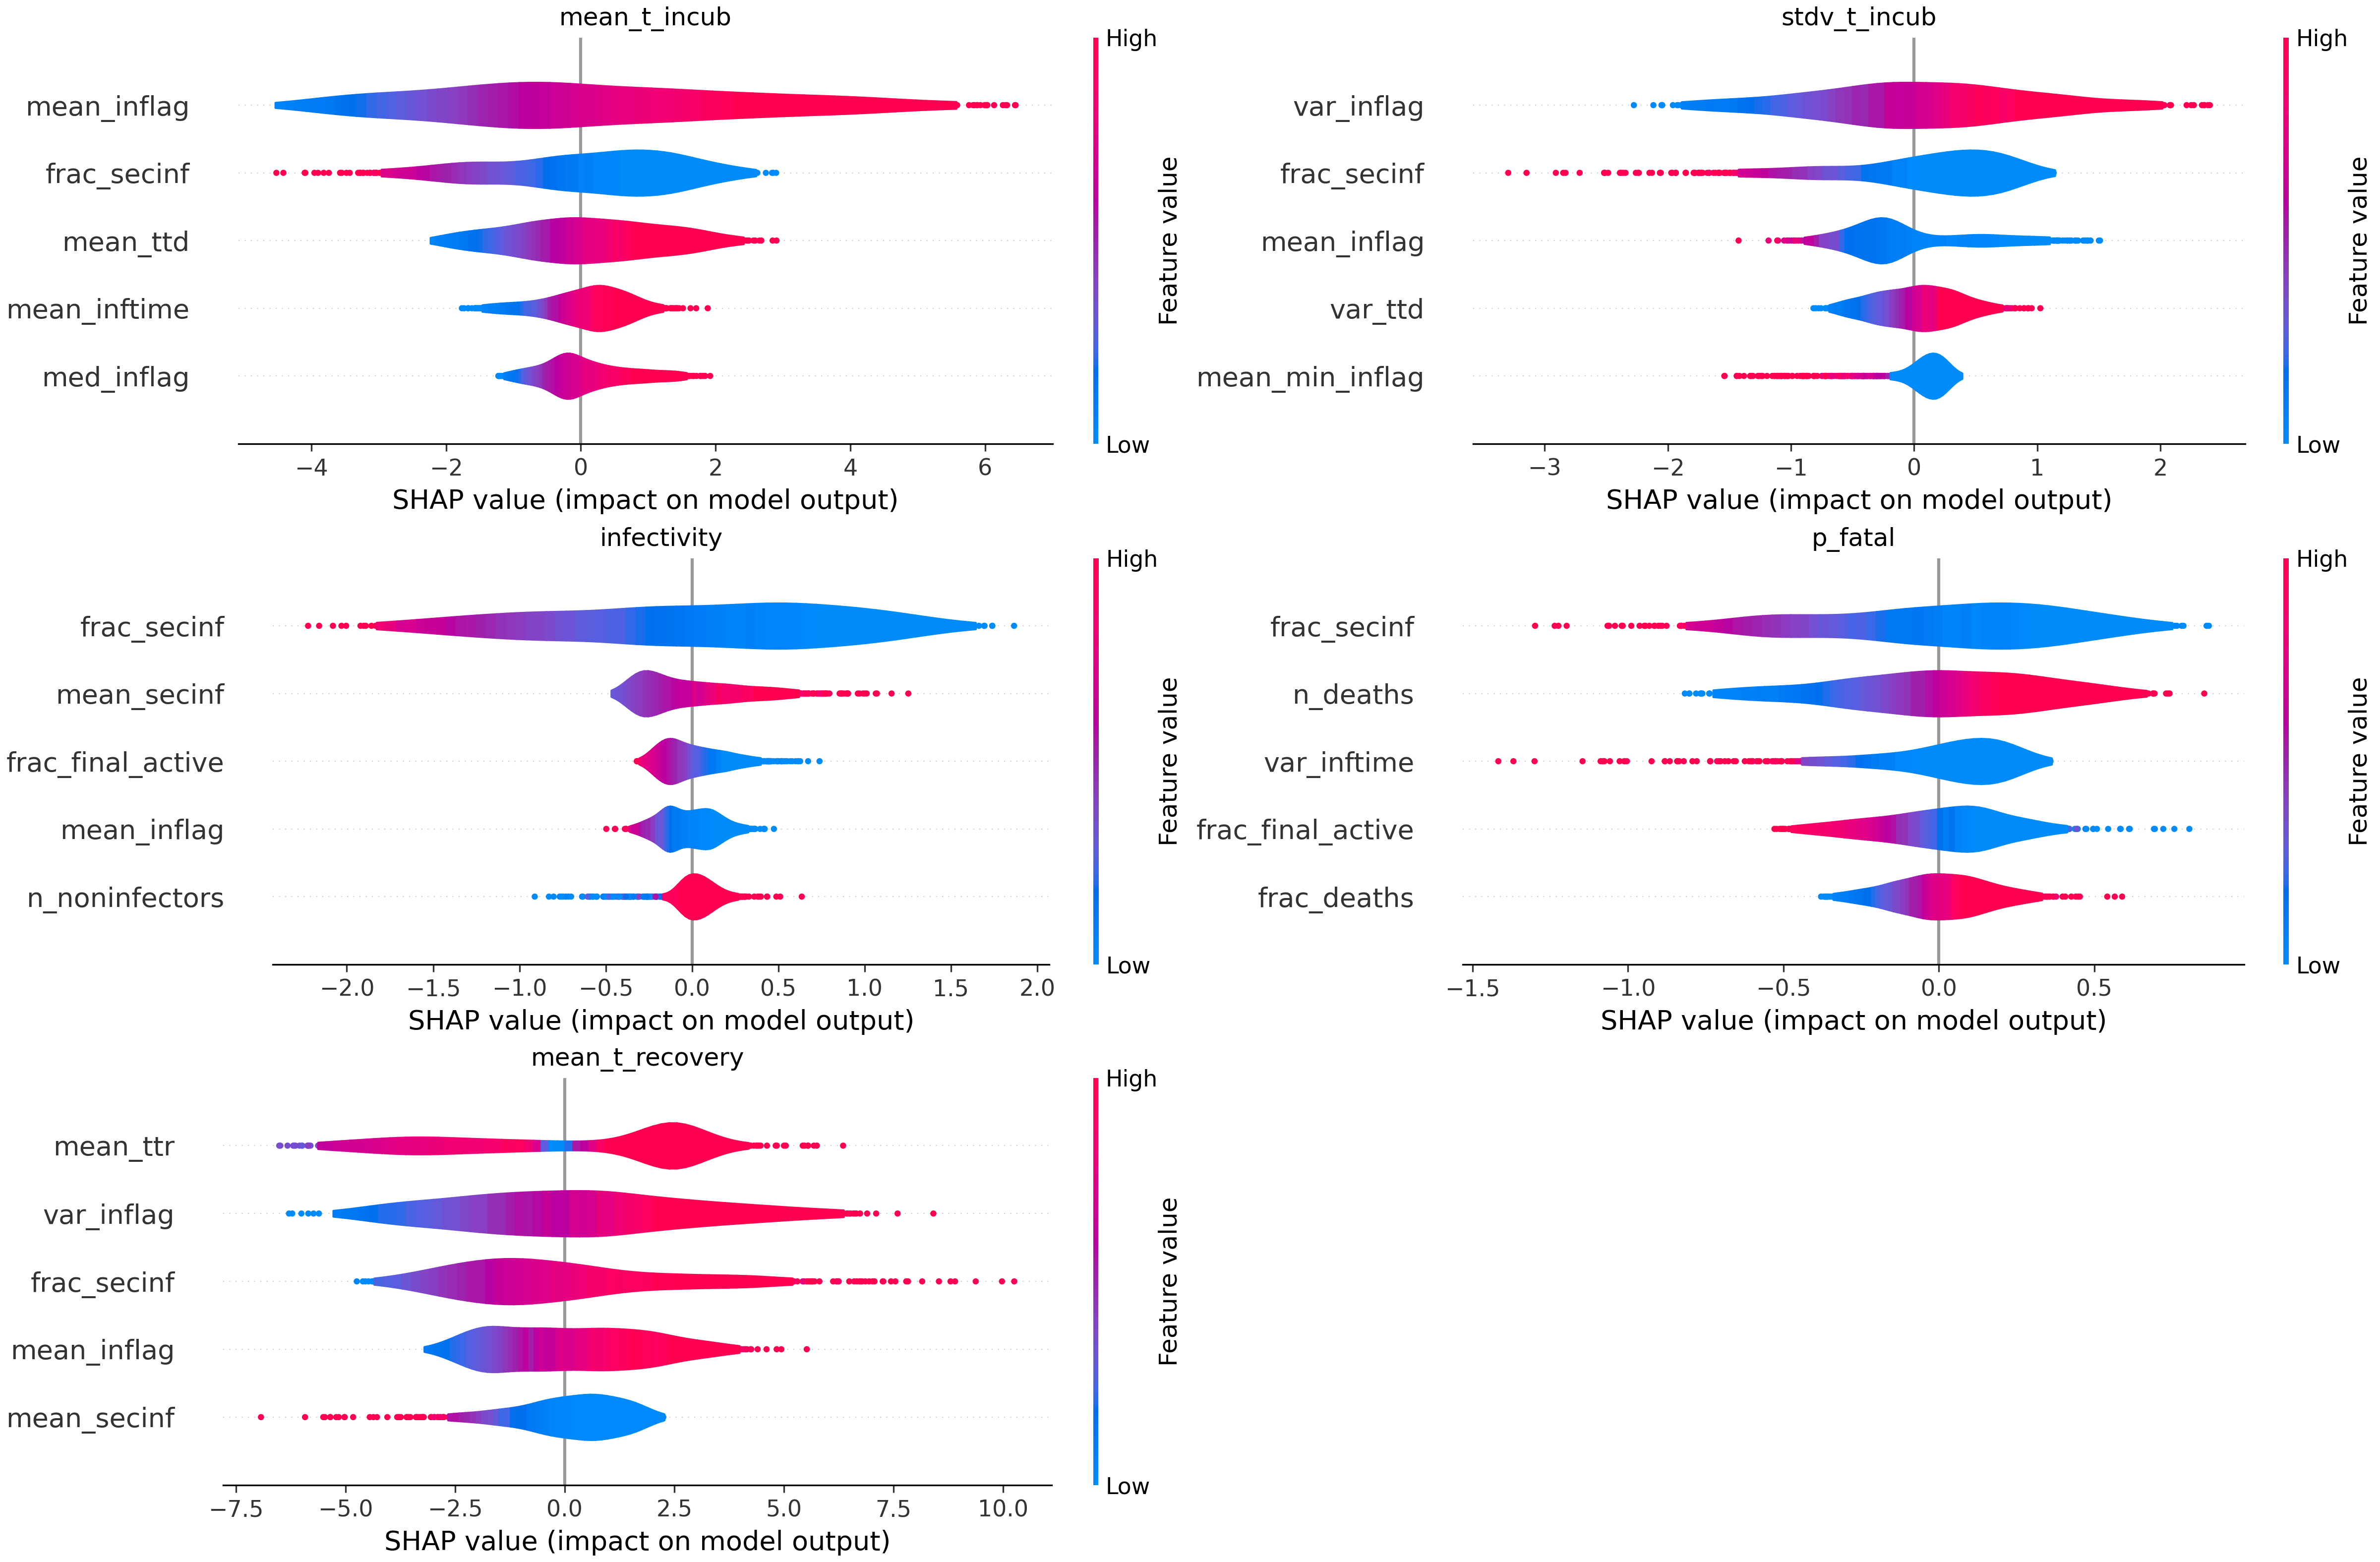 mean_t_incub
High
mean_inflag
frac_secinf
mean_ttd
mean_inftime
med_inflag
Feature value
Low
−4 −2 0 2 4 6
SHAP value (impact on model output)
stdv_t_incub
High
var_inflag
frac_secinf
mean_inflag
var_ttd
mean_min_inflag
Feature value
Low
−3 −2 −1 0 1 2
SHAP value (impact on model output)
infectivity
High
frac_secinf
mean_secinf
frac_final_active
mean_inflag
n_noninfectors
Feature value
Low
−2.0 −1.5 −1.0 −0.5 0.0 0.5 1.0 1.5 2.0
SHAP value (impact on model output)
p_fatal
High
frac_secinf
n_deaths
var_inftime
frac_final_active
frac_deaths
Feature value
Low
−1.5 −1.0 −0.5 0.0 0.5
SHAP value (impact on model output)
mean_t_recovery
High
mean_ttr
var_inflag
frac_secinf
mean_inflag
mean_secinf
Feature value
Low
−7.5 −5.0 −2.5 0.0 2.5 5.0 7.5 10.0
SHAP value (impact on model output)